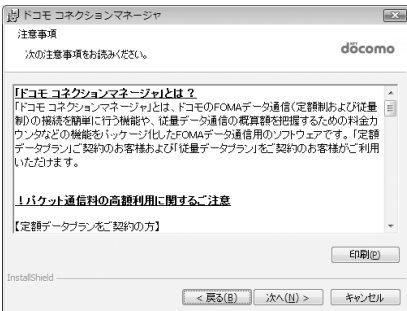 ドコモ コネクションマネージャ
注意事項
次の注意事項をお読みください。
döcomo
「ドコモ コネクションマネージャ」とは?
「ドコモ コネクションマネージャ」とは、ドコモのFOMAデータ通信(定額制および従量
制)の接続を簡単に行う機能や、従量データ通信の概算額を把握するための料金カ
ウンタなどの機能をパッケージ化したFOMAデータ通信用のソフトウェアです。「定額
データプラン」ご契約のお客様および「従量データプラン」をご契約のお客様がご利用
いただけます。
!パケット通信料の高額利用に関するご注意
【定額データプランをご契約の方】
印刷(P)
InstallShield
< 戻る(B)
次へ(N) >
キャンセル